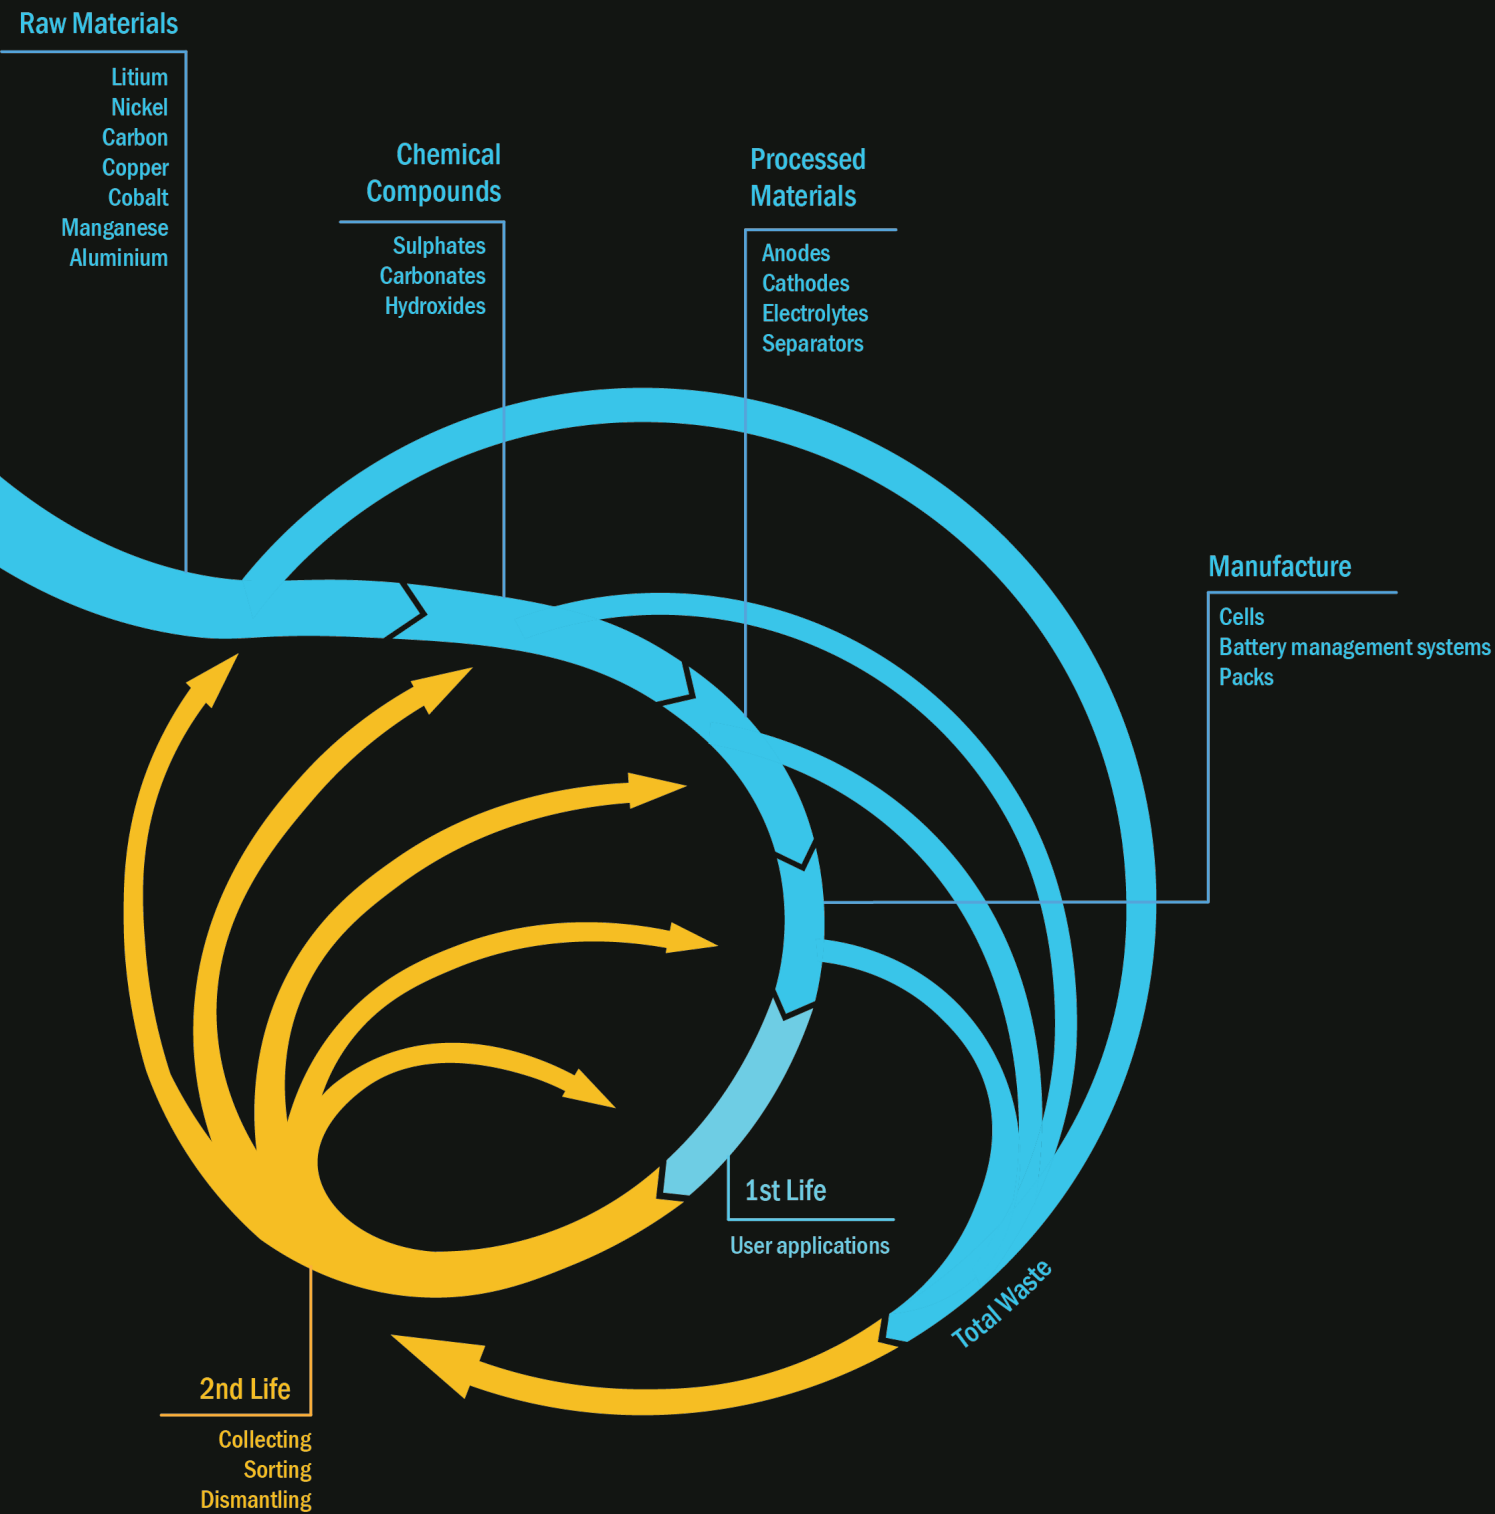 Raw Materials
Litium
Nickel
Carbon
Copper
Cobalt
Manganese
Aluminium
Chemical
Compounds
Sulphates
Carbonates
Hydroxides
Processed
Materials
Anodes
Cathodes
Electrolytes
Separators
Manufacture
Cells
Battery management systems
Packs
1st Life
User applications
Total Waste
2nd Life
Collecting
Sorting
Dismantling